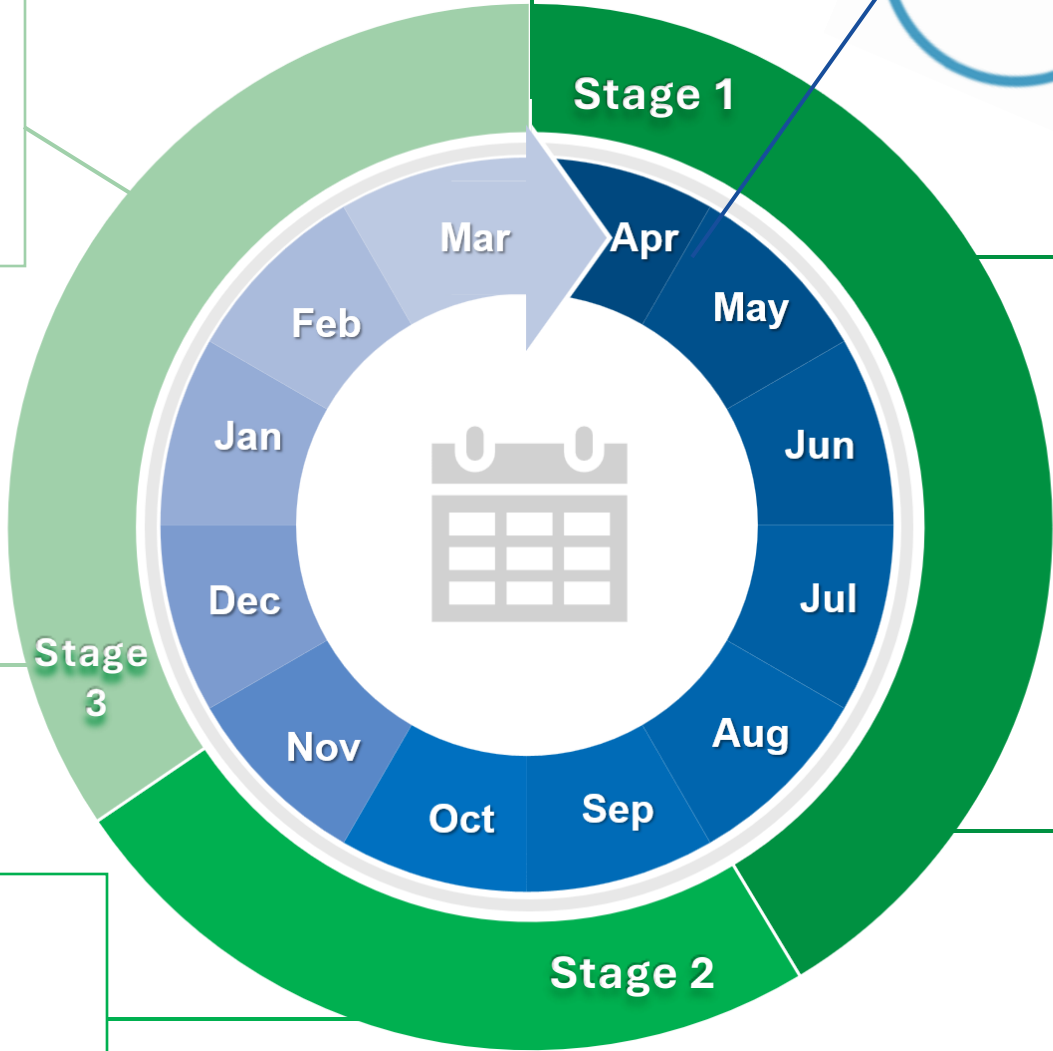 Stage 1
Mar
Apr
May
Feb
Jan
Jun
Dec
Jul
Stage
3
Nov
Aug
Oct
Sep
Stage 2